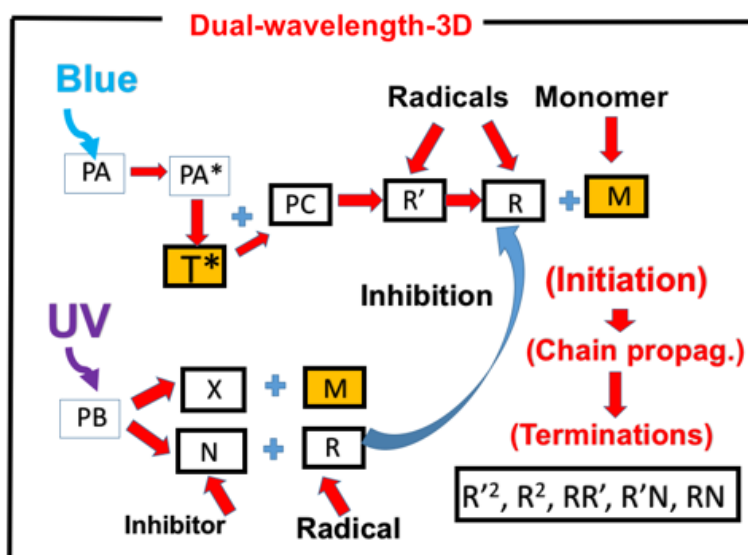 Dual-wavelength-3D
Blue
Radicals Monomer
PA PA* + PC R' R + M
T*
Inhibition
(Initiation)
UV
(Chain propag.)
X + M
PB
(Terminations)
N + R
R'², R², RR', R'N, RN
Inhibitor Radical